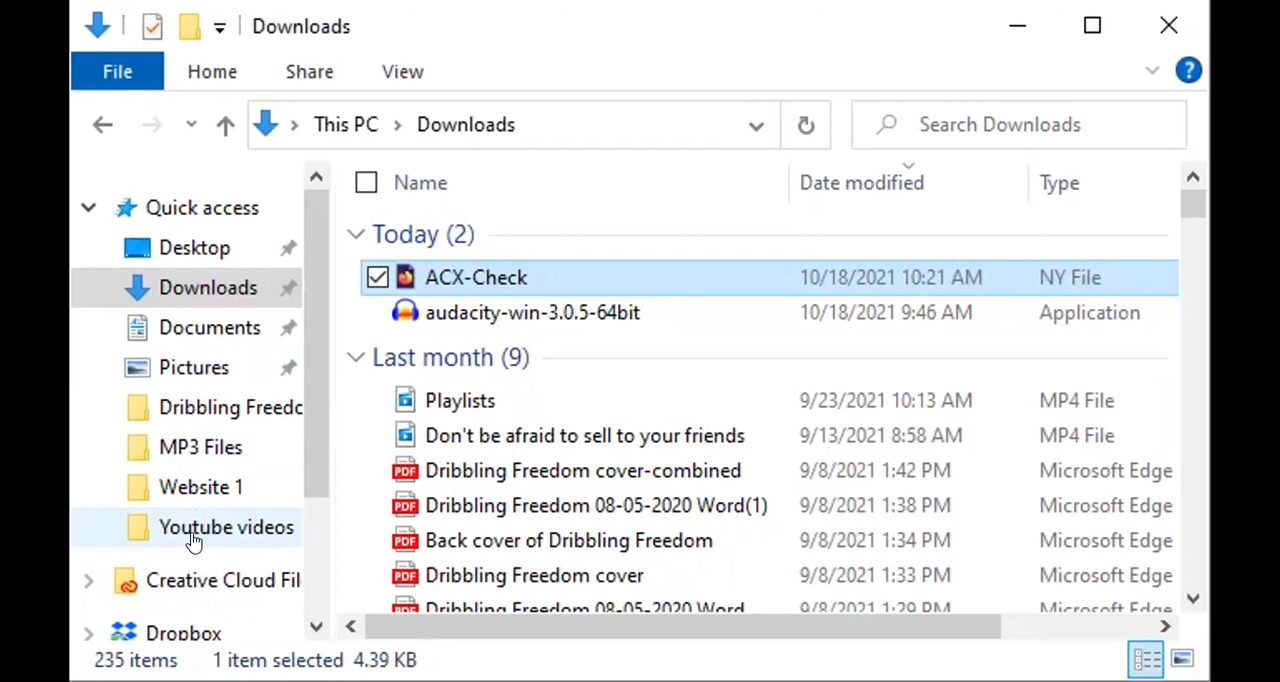 Downloads
File Home Share View
This PC > Downloads
Search Downloads
Quick access
Desktop
Downloads
Documents
Pictures
Dribbling Freedo
MP3 Files
Website 1
Youtube videos
Creative Cloud Fil
Dropbox
Name Date modified Type
Today (2)
ACX-Check 10/18/2021 10:21 AM NY File
audacity-win-3.0.5-64bit 10/18/2021 9:46 AM Application
Last month (9)
Playlists 9/23/2021 10:13 AM MP4 File
Don't be afraid to sell to your friends 9/13/2021 8:58 AM MP4 File
PDF Dribbling Freedom cover-combined 9/8/2021 1:42 PM Microsoft Edge
PDF Dribbling Freedom 08-05-2020 Word(1) 9/8/2021 1:38 PM Microsoft Edge
PDF Back cover of Dribbling Freedom 9/8/2021 1:34 PM Microsoft Edge
PDF Dribbling Freedom cover 9/8/2021 1:33 PM Microsoft Edge
PDF Dribbling Freedom 08-05-2020 Word 9/8/2021 1:29 PM Microsoft Edge
235 items 1 item selected 4.39 KB